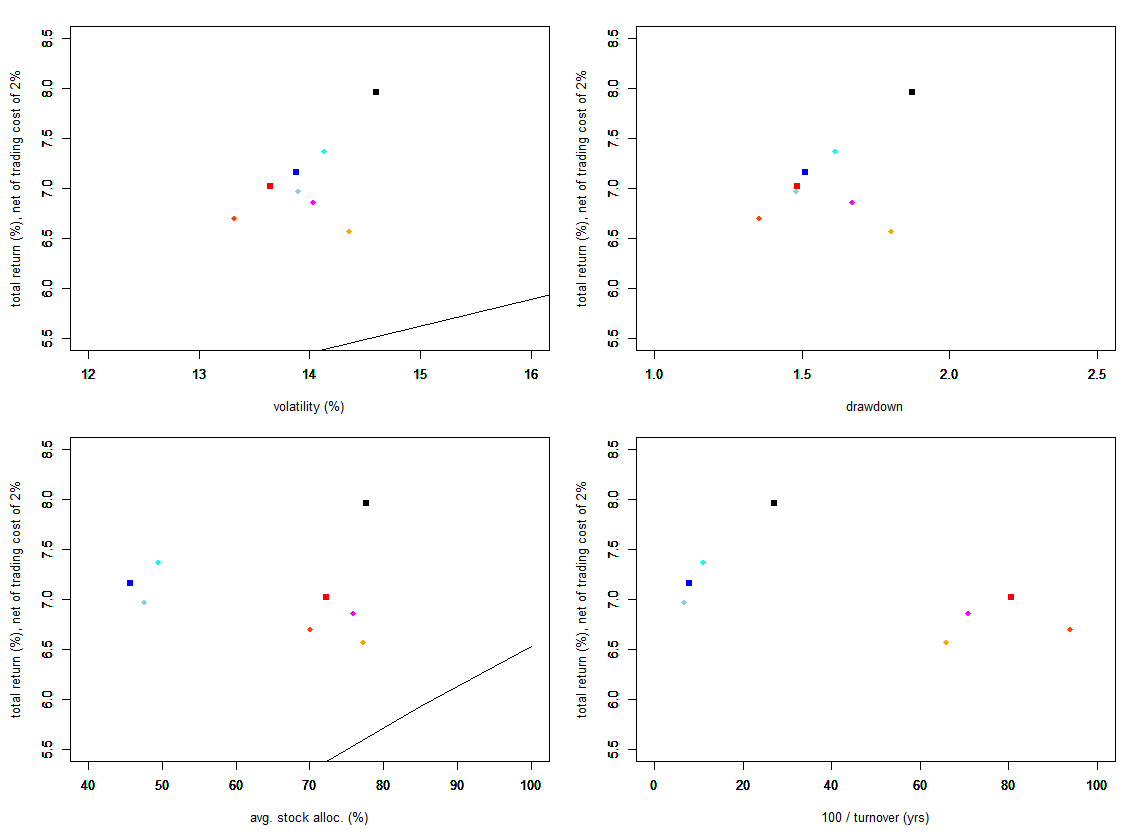 total return (%), net of trading cost of 2%
8.5
8.0
7.5
7.0
6.5
6.0
5.5
12 13 14 15 16
volatility (%)
total return (%), net of trading cost of 2%
8.5
8.0
7.5
7.0
6.5
6.0
5.5
1.0 1.5 2.0 2.5
drawdown
total return (%), net of trading cost of 2%
8.5
8.0
7.5
7.0
6.5
6.0
5.5
40 50 60 70 80 90 100
avg. stock alloc. (%)
total return (%), net of trading cost of 2%
8.5
8.0
7.5
7.0
6.5
6.0
5.5
0 20 40 60 80 100
100 / turnover (yrs)